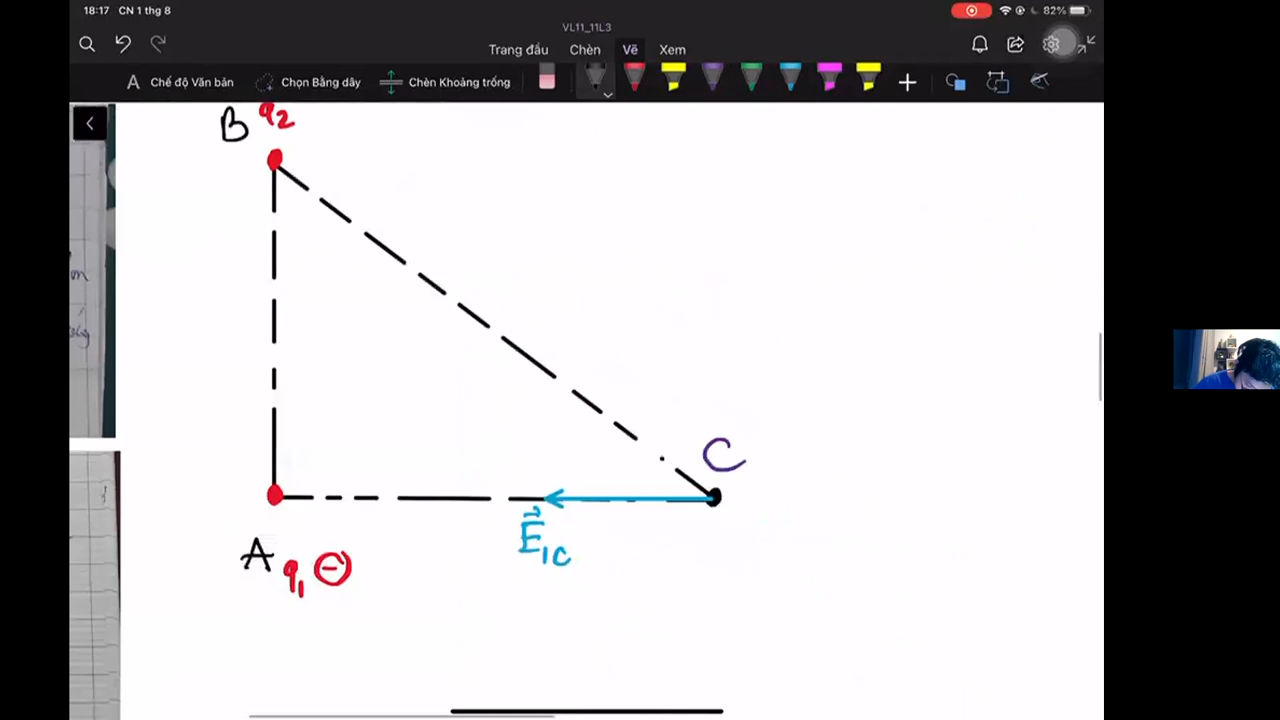 18:17 CN 1 thg 8
82%
VL11_11L3
Trang đầu Chèn Vẽ Xem
A Chế độ Văn bản Chọn Bằng dây Chèn Khoảng trống
B q2
C
E1C
A q1 ⊖